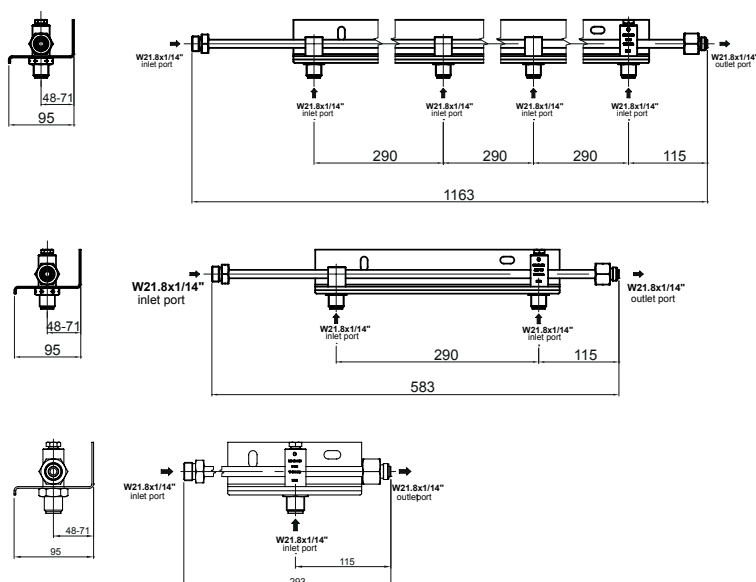 W21.8x1/14"
inlet port
W21.8x1/14"
outlet port
W21.8x1/14"
inlet port
W21.8x1/14"
inlet port
W21.8x1/14"
inlet port
W21.8x1/14"
inlet port
48-71
95
290
290
290
115
1163
W21.8x1/14"
inlet port
W21.8x1/14"
outlet port
W21.8x1/14"
inlet port
W21.8x1/14"
inlet port
48-71
95
290
115
583
W21.8x1/14"
inlet port
W21.8x1/14"
outletport
W21.8x1/14"
inlet port
48-71
95
115
293